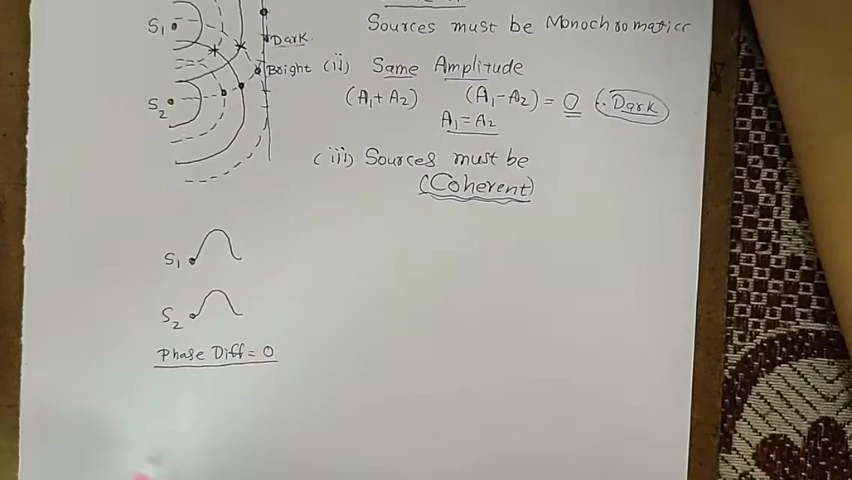 Sources must be Monochromatic
S1
Dark
Bright
(ii) Same Amplitude
S2
(A1+A2) (A1-A2) = 0 (Dark
A1 = A2
(iii) Sources must be
(Coherent)
S1
S2
Phase Diff = 0